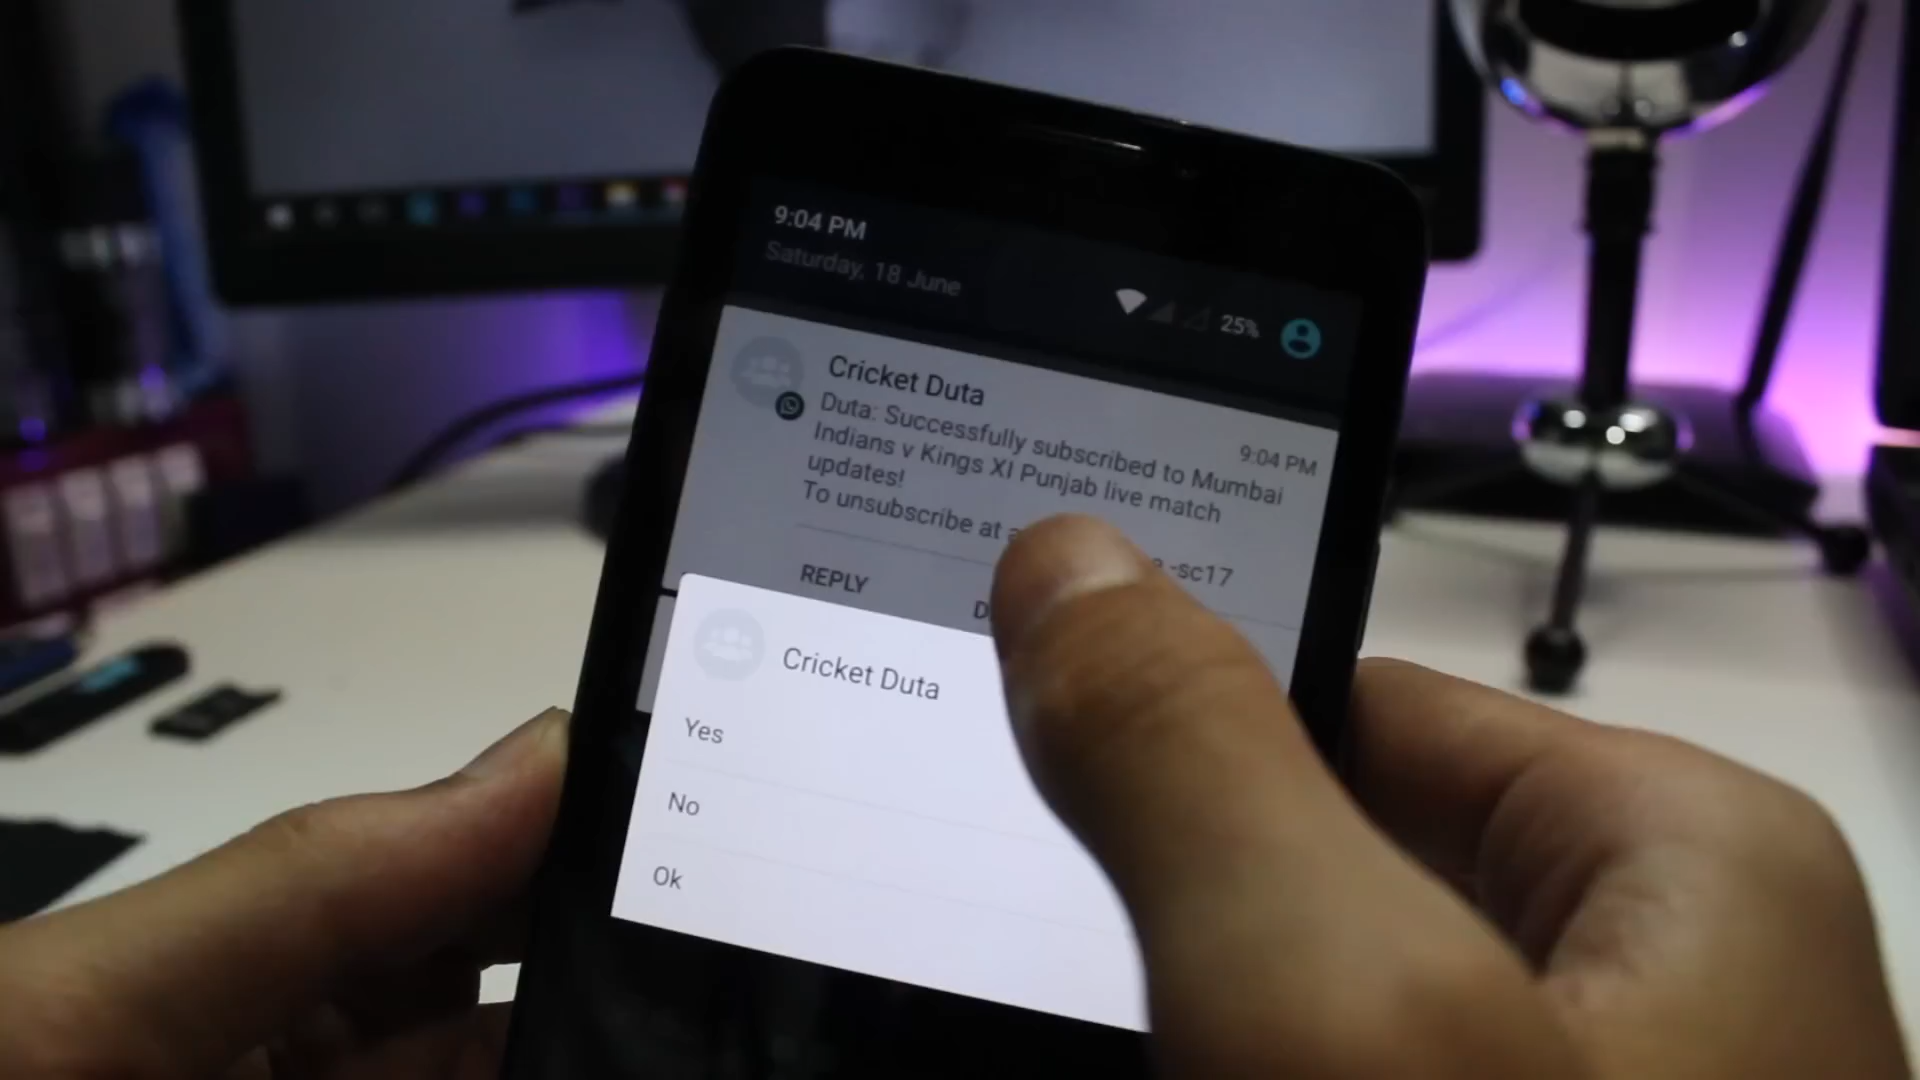 9:04 PM
Saturday, 18 June
25%
Cricket Duta
9:04 PM
Duta: Successfully subscribed to Mumbai
Indians v Kings XI Punjab live match
updates!
To unsubscribe at -sc17
REPLY
Cricket Duta
Yes
No
Ok